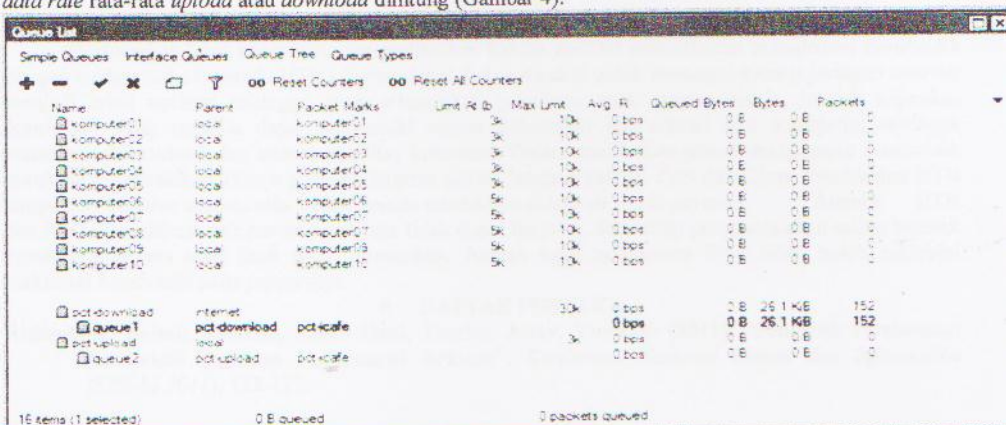 data rate rata-rata upload atau download dihitung (Gambar 4).
Queue List
Simple Queues Interface Queues Queue Tree Queue Types
00 Reset Counters 00 Reset All Counters
Name Parent Packet Marks Limit At (b Max Limit Avg. R Queued Bytes Bytes Packets
komputer01 local komputer01 3k 10k 0 bps 0 B 0 B 0
komputer02 local komputer02 3k 10k 0 bps 0 B 0 B 0
komputer03 local komputer03 3k 10k 0 bps 0 B 0 B 0
komputer04 local komputer04 3k 10k 0 bps 0 B 0 B 0
komputer05 local komputer05 3k 10k 0 bps 0 B 0 B 0
komputer06 local komputer06 5k 10k 0 bps 0 B 0 B 0
komputer07 local komputer07 5k 10k 0 bps 0 B 0 B 0
komputer08 local komputer08 5k 10k 0 bps 0 B 0 B 0
komputer09 local komputer09 5k 10k 0 bps 0 B 0 B 0
komputer10 local komputer10 5k 10k 0 bps 0 B 0 B 0
pct-download internet 30k 0 bps 0 B 26.1 KiB 152
queue1 pct-download pct-icafe 0 bps 0 B 26.1 KiB 152
pct-upload local 3k 0 bps 0 B 0 B 0
queue2 pct-upload pct-icafe 0 bps 0 B 0 B 0
16 items (1 selected) 0 B queued 0 packets queued